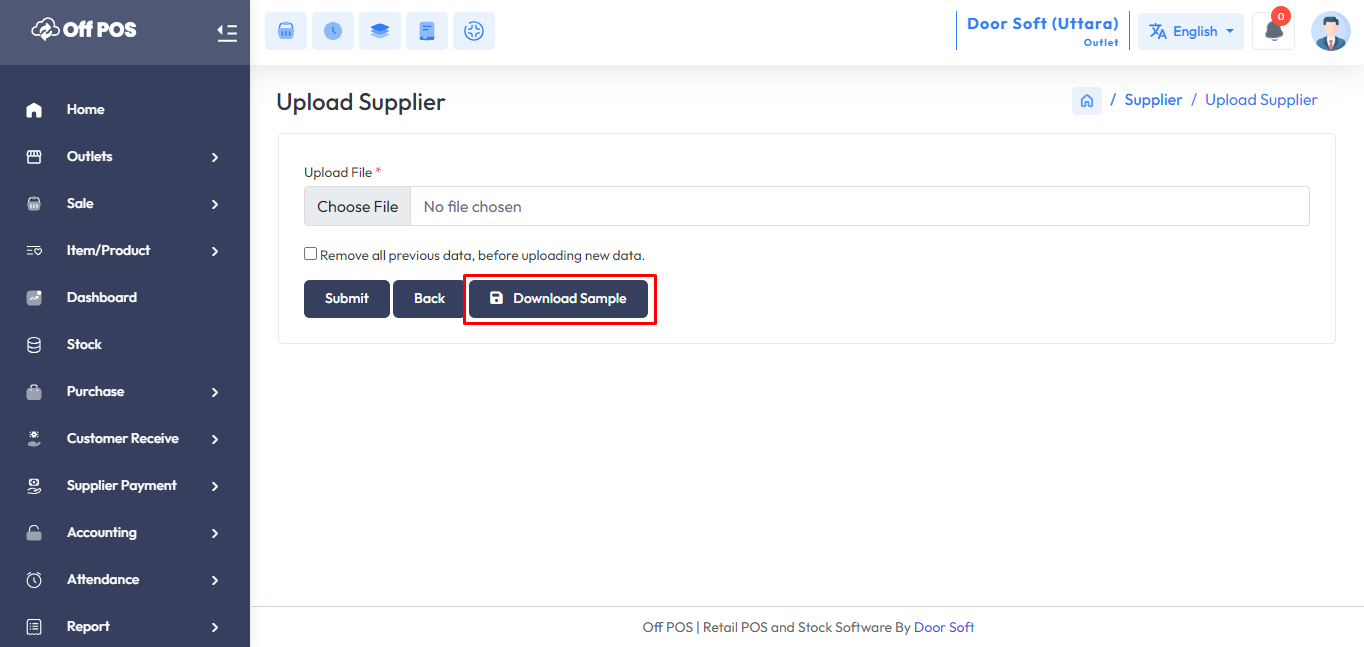 Off POS
Door Soft (Uttara)
Outlet
English
0
Home
Outlets
Sale
Item/Product
Dashboard
Stock
Purchase
Customer Receive
Supplier Payment
Accounting
Attendance
Report
Upload Supplier
/ Supplier / Upload Supplier
Upload File *
Choose File No file chosen
Remove all previous data, before uploading new data.
Submit Back Download Sample
Off POS | Retail POS and Stock Software By Door Soft